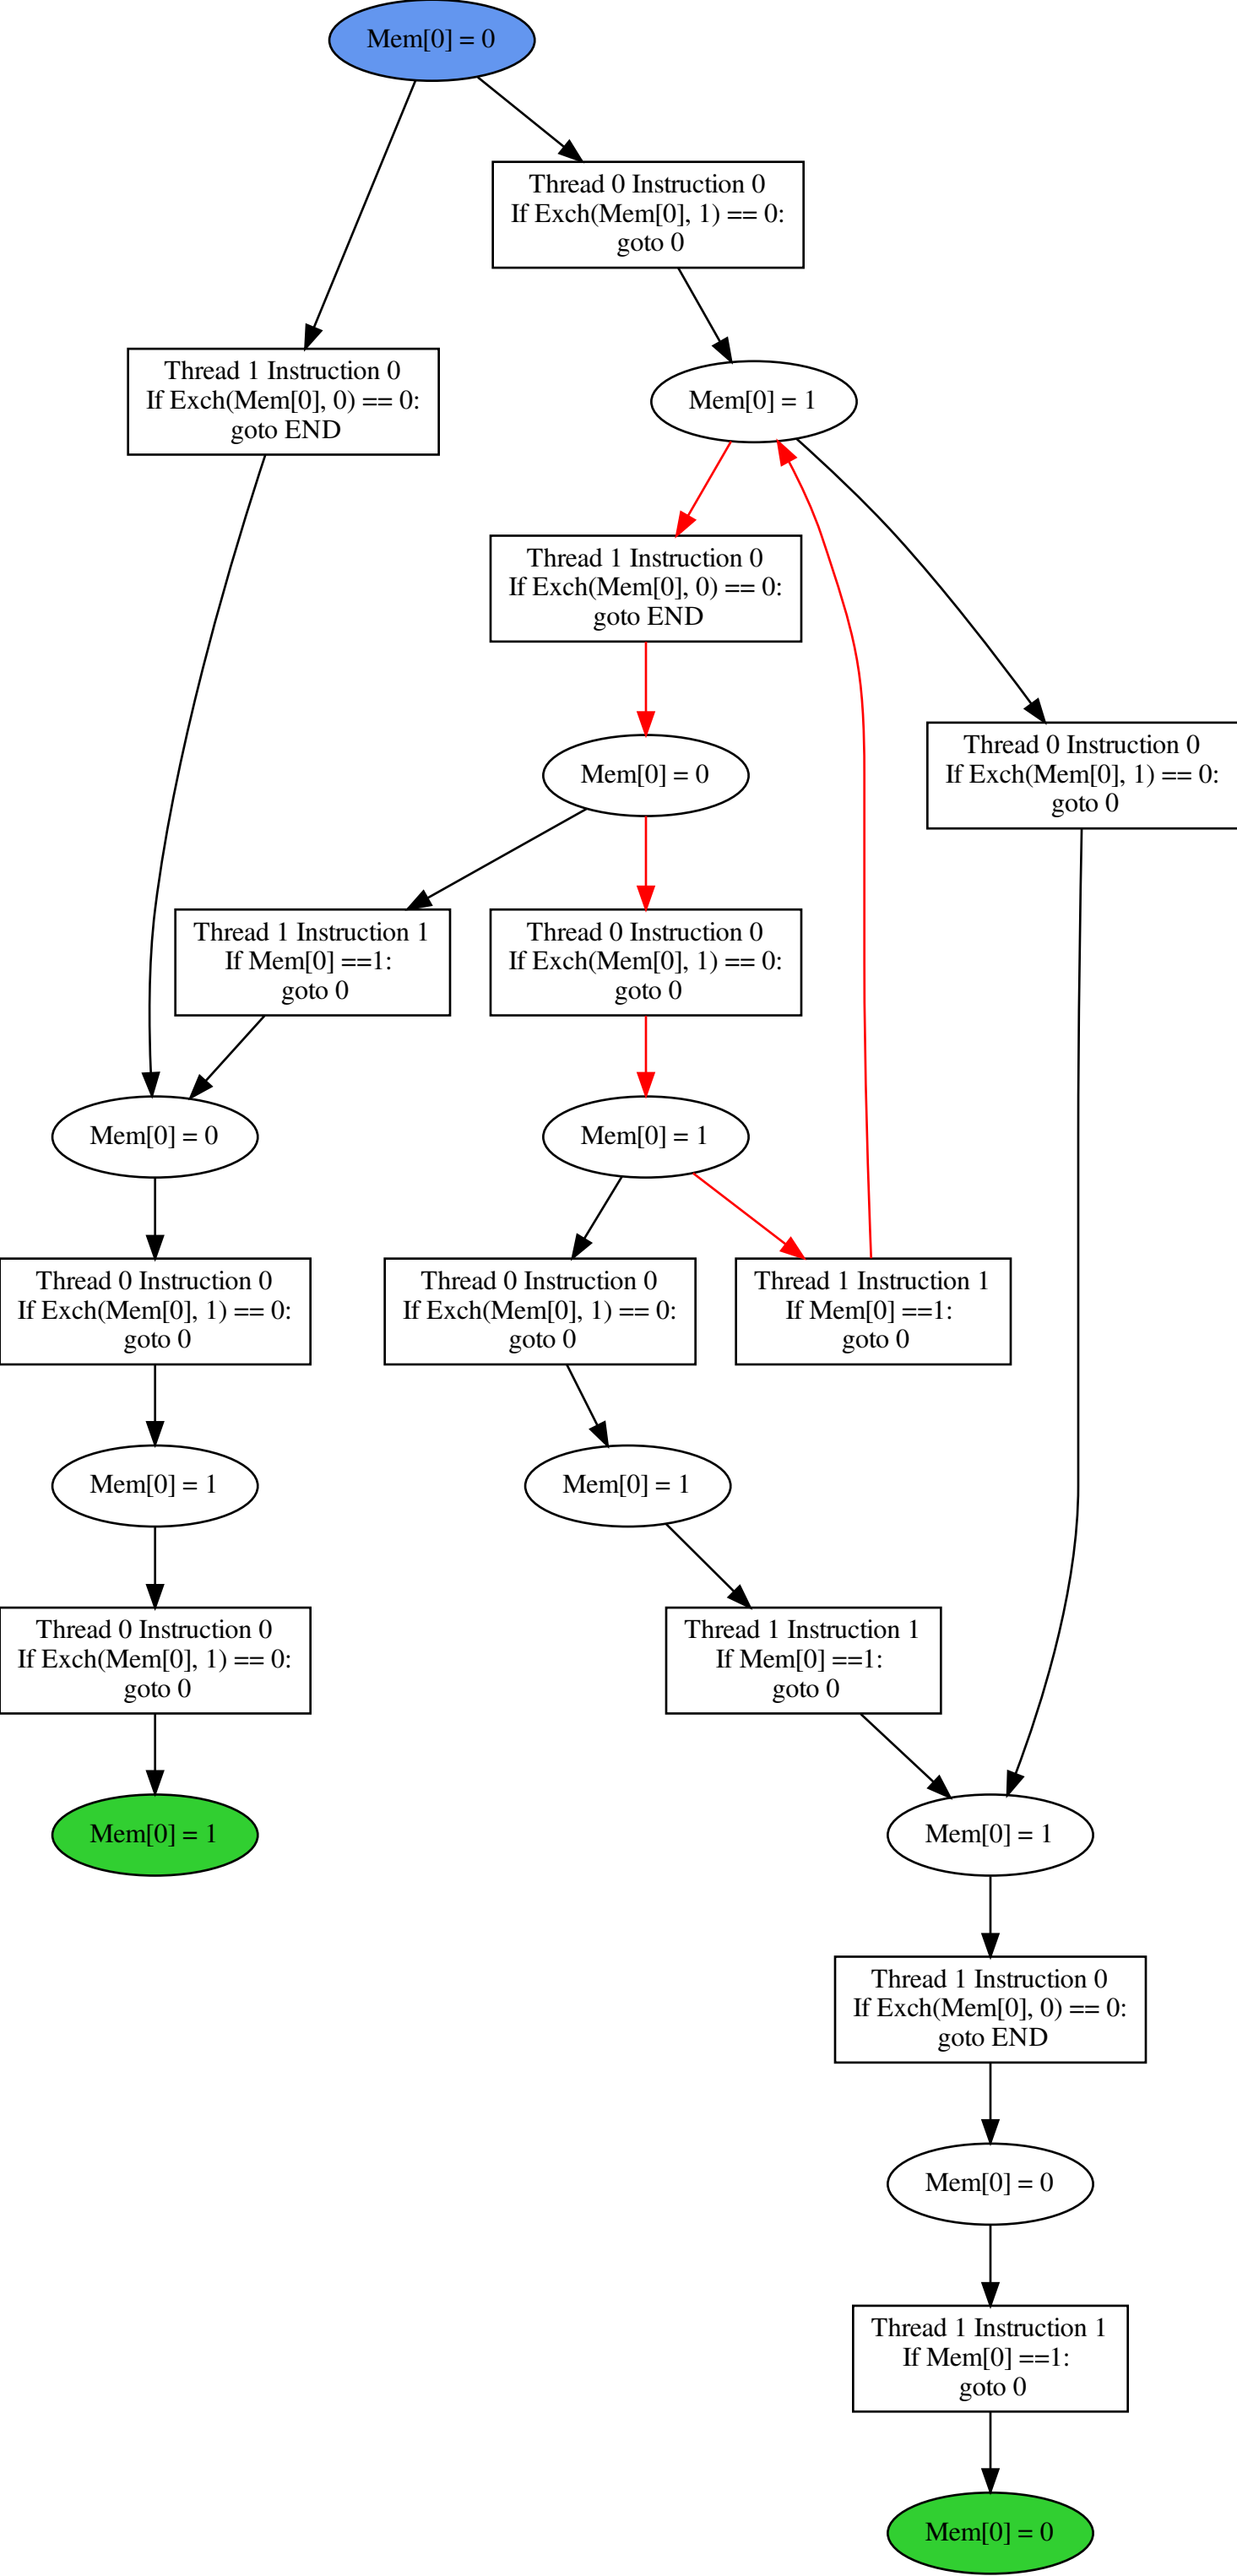 Mem[0] = 0
Thread 0 Instruction 0
If Exch(Mem[0], 1) == 0:
goto 0
Thread 1 Instruction 0
If Exch(Mem[0], 0) == 0:
goto END
Mem[0] = 1
Thread 1 Instruction 0
If Exch(Mem[0], 0) == 0:
goto END
Thread 0 Instruction 0
If Exch(Mem[0], 1) == 0:
goto 0
Mem[0] = 0
Thread 1 Instruction 1
If Mem[0] ==1:
goto 0
Thread 0 Instruction 0
If Exch(Mem[0], 1) == 0:
goto 0
Mem[0] = 0
Mem[0] = 1
Thread 0 Instruction 0
If Exch(Mem[0], 1) == 0:
goto 0
Thread 0 Instruction 0
If Exch(Mem[0], 1) == 0:
goto 0
Thread 1 Instruction 1
If Mem[0] ==1:
goto 0
Mem[0] = 1
Mem[0] = 1
Thread 0 Instruction 0
If Exch(Mem[0], 1) == 0:
goto 0
Thread 1 Instruction 1
If Mem[0] ==1:
goto 0
Mem[0] = 1
Mem[0] = 1
Thread 1 Instruction 0
If Exch(Mem[0], 0) == 0:
goto END
Mem[0] = 0
Thread 1 Instruction 1
If Mem[0] ==1:
goto 0
Mem[0] = 0